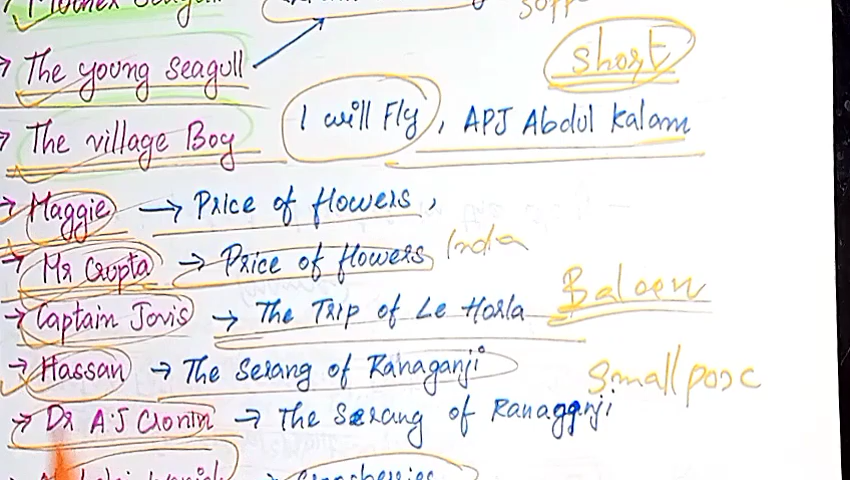 The young seagull
short
The village Boy I will Fly, APJ Abdul Kalam
→ Maggie → Price of flowers,
→ Mr Gupta → Price of flowers India
→ Captain Jovis → The Trip of Le Horla Baloon
→ Hassan → The Serang of Ranaganji
Small pox
→ Dr A.J Cronin → The Serang of Ranaganji